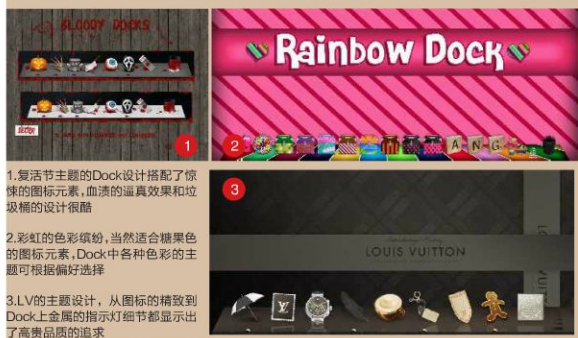 BLOODY DOCKS
1
Rainbow Dock
2
A N G
3
LOUIS VUITTON
1.复活节主题的Dock设计搭配了惊
悚的图标元素,血渍的逼真效果和垃
圾桶的设计很酷
2.彩虹的色彩缤纷,当然适合糖果色
的图标元素,Dock中各种色彩的主
题可根据偏好选择
3.LV的主题设计，从图标的精致到
Dock上金属的指示灯细节都显示出
了高贵品质的追求